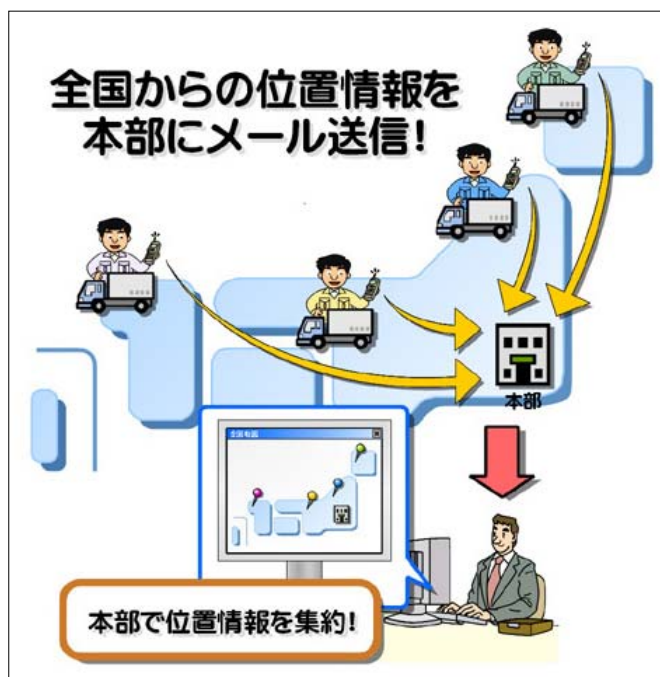 全国からの位置情報を
本部にメール送信!
本部
全国地図
本部で位置情報を集約!